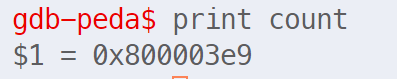 gdb-peda$ print count
$1 = 0x800003e9